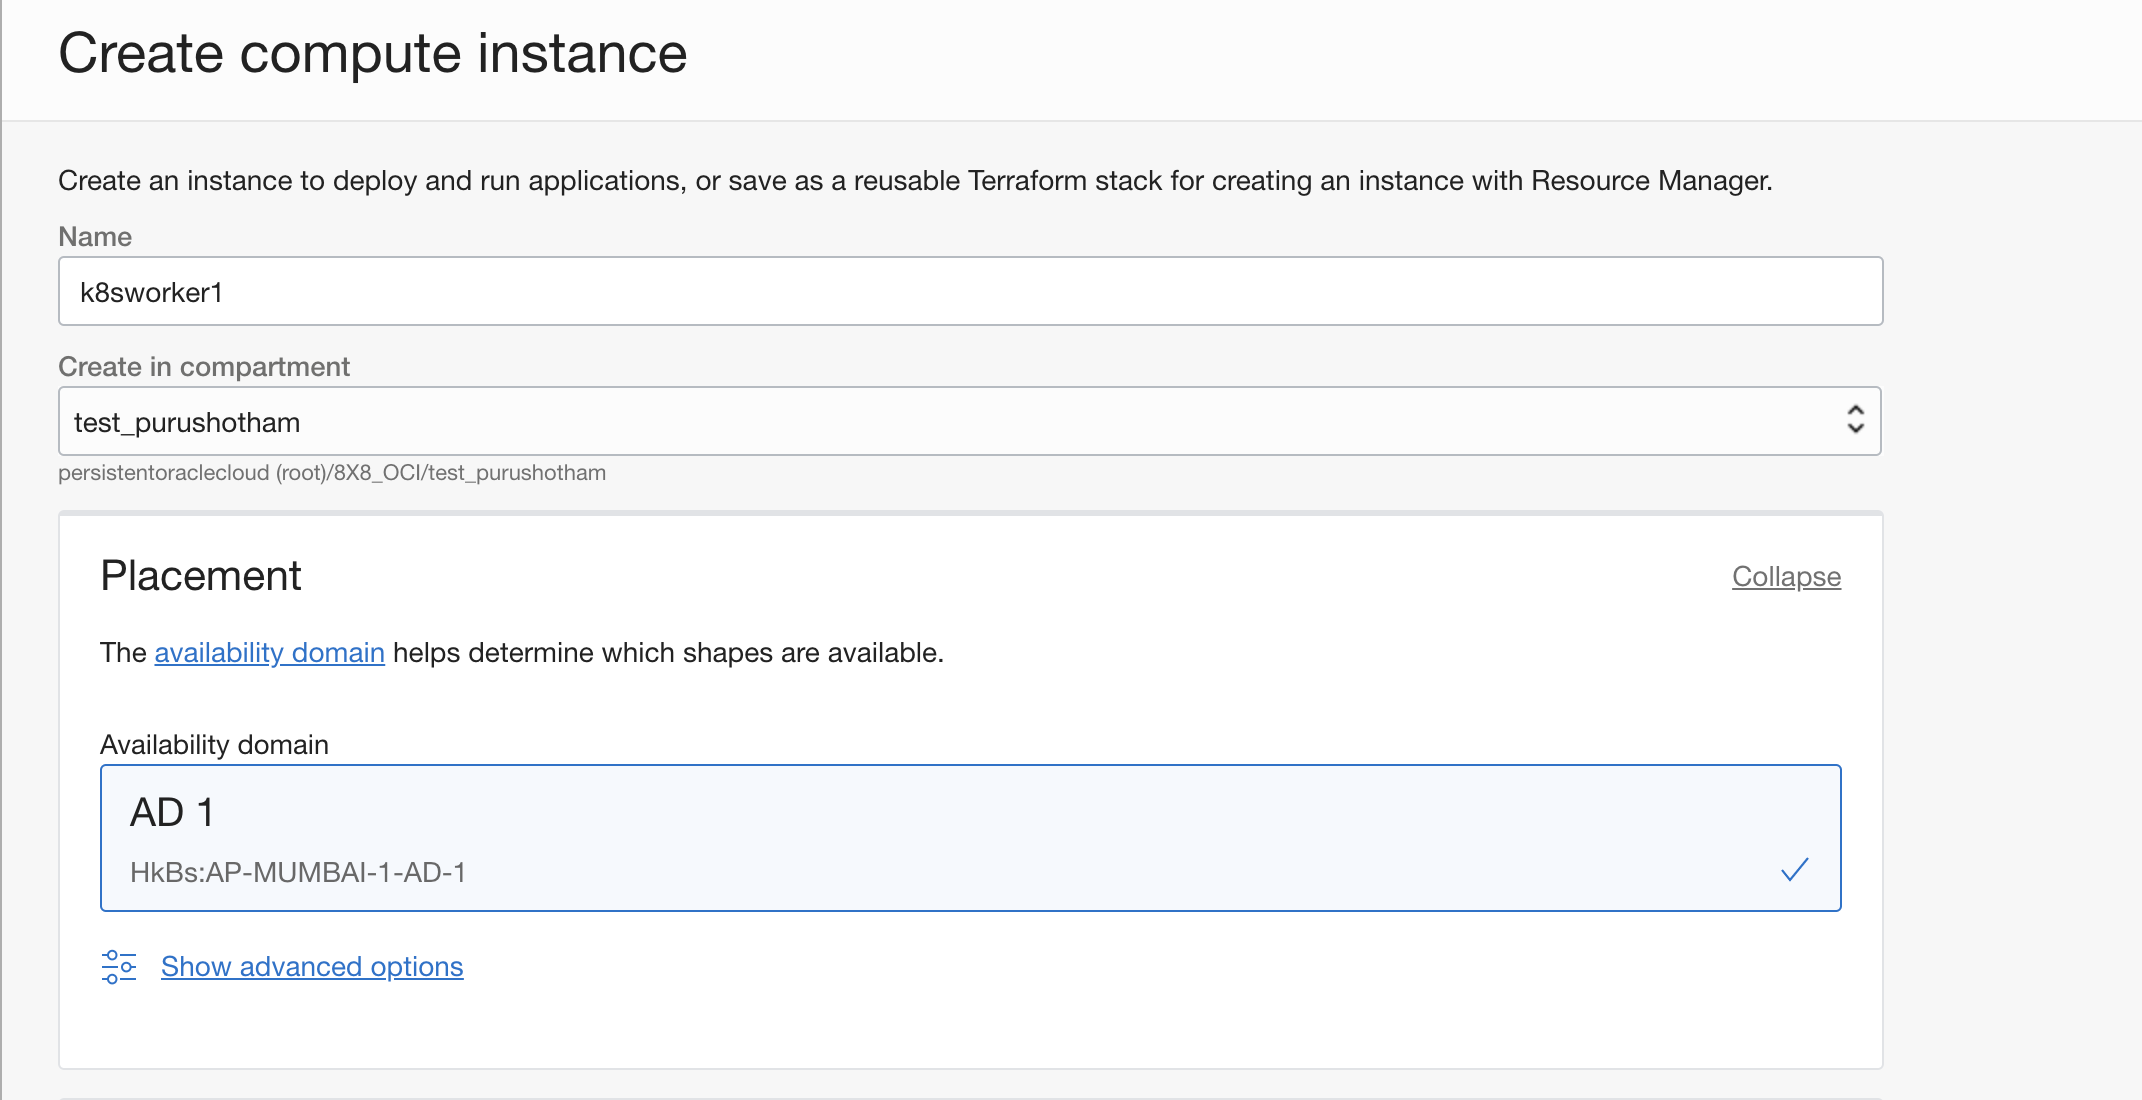 Create compute instance
Create an instance to deploy and run applications, or save as a reusable Terraform stack for creating an instance with Resource Manager.
Name
k8sworker1
Create in compartment
test_purushotham
persistentoraclecloud (root)/8X8_OCI/test_purushotham
Placement
Collapse
The availability domain helps determine which shapes are available.
Availability domain
AD 1
HkBs:AP-MUMBAI-1-AD-1
Show advanced options